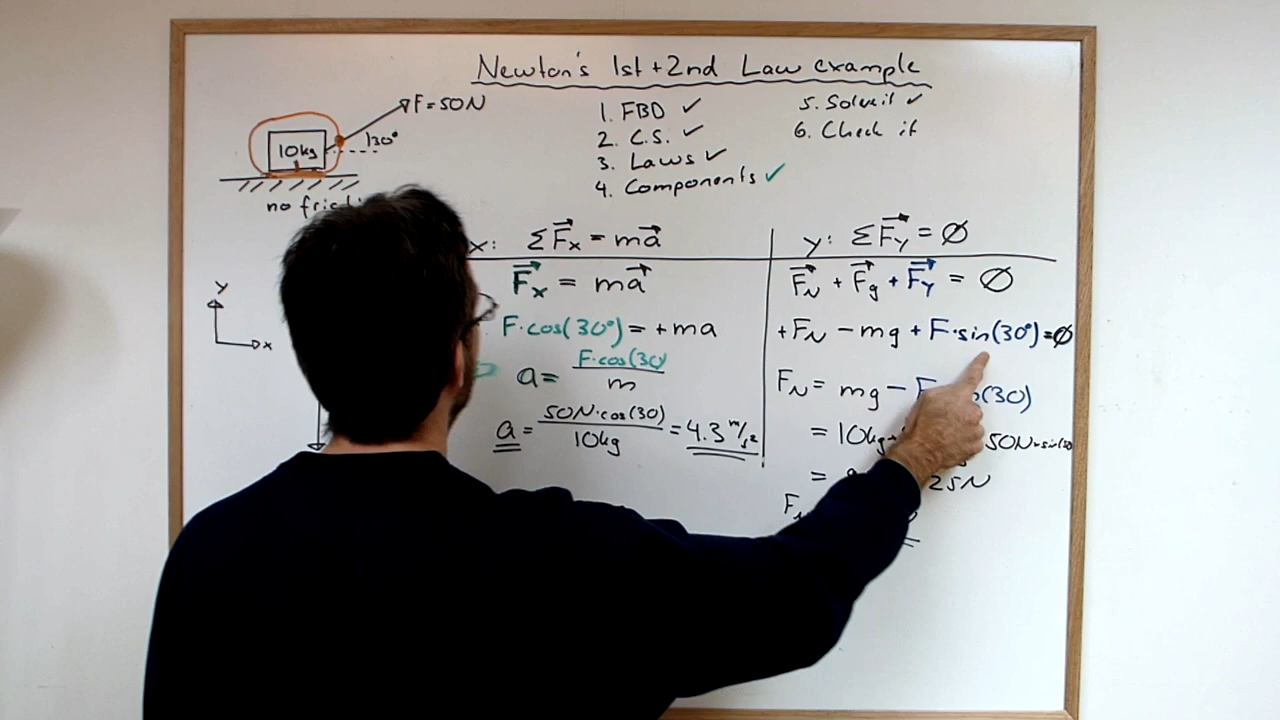 Newton's 1st + 2nd Law example
1. FBD ✓
2. C.S. ✓
3. Laws ✓
4. Components ✓
5. Solve it ✓
6. Check it
F = 50N
30°
10kg
no
y
x
x: ΣF⃗x = ma⃗
F⃗x = ma⃗
F·cos(30°) = +ma
a = F·cos(30) / m
a = 50N·cos(30) / 10kg = 4.3 m/s²
y: ΣF⃗y = ∅
F⃗N + F⃗g + F⃗y = ∅
+FN − mg + F·sin(30°) = ∅
FN = mg − F (30)
= 10kg 50N·sin(30)
= 25N